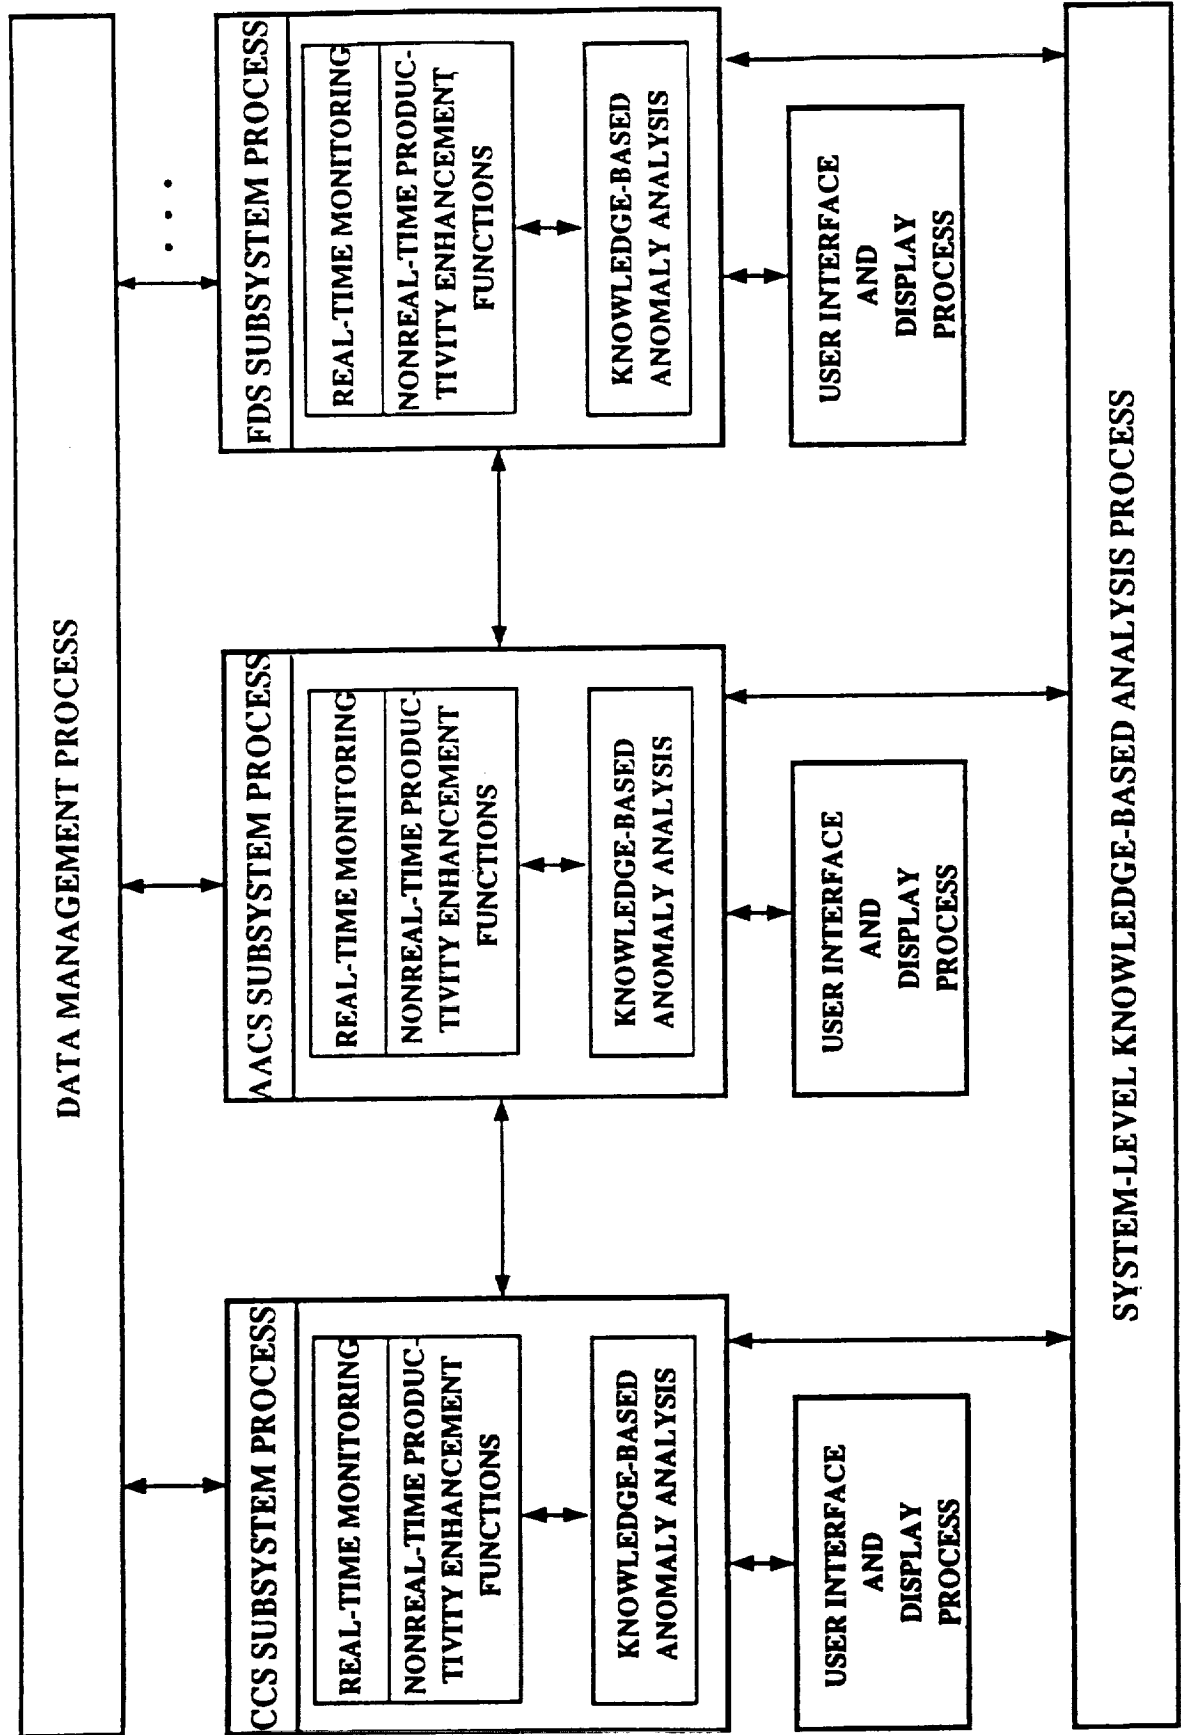 DATA MANAGEMENT PROCESS
CCS SUBSYSTEM PROCESS
REAL-TIME MONITORING
NONREAL-TIME PRODUC-
TIVITY ENHANCEMENT
FUNCTIONS
KNOWLEDGE-BASED
ANOMALY ANALYSIS
USER INTERFACE
AND
DISPLAY
PROCESS
AACS SUBSYSTEM PROCESS
REAL-TIME MONITORING
NONREAL-TIME PRODUC-
TIVITY ENHANCEMENT
FUNCTIONS
KNOWLEDGE-BASED
ANOMALY ANALYSIS
USER INTERFACE
AND
DISPLAY
PROCESS
• • •
FDS SUBSYSTEM PROCESS
REAL-TIME MONITORING
NONREAL-TIME PRODUC-
TIVITY ENHANCEMENT
FUNCTIONS
KNOWLEDGE-BASED
ANOMALY ANALYSIS
USER INTERFACE
AND
DISPLAY
PROCESS
SYSTEM-LEVEL KNOWLEDGE-BASED ANALYSIS PROCESS